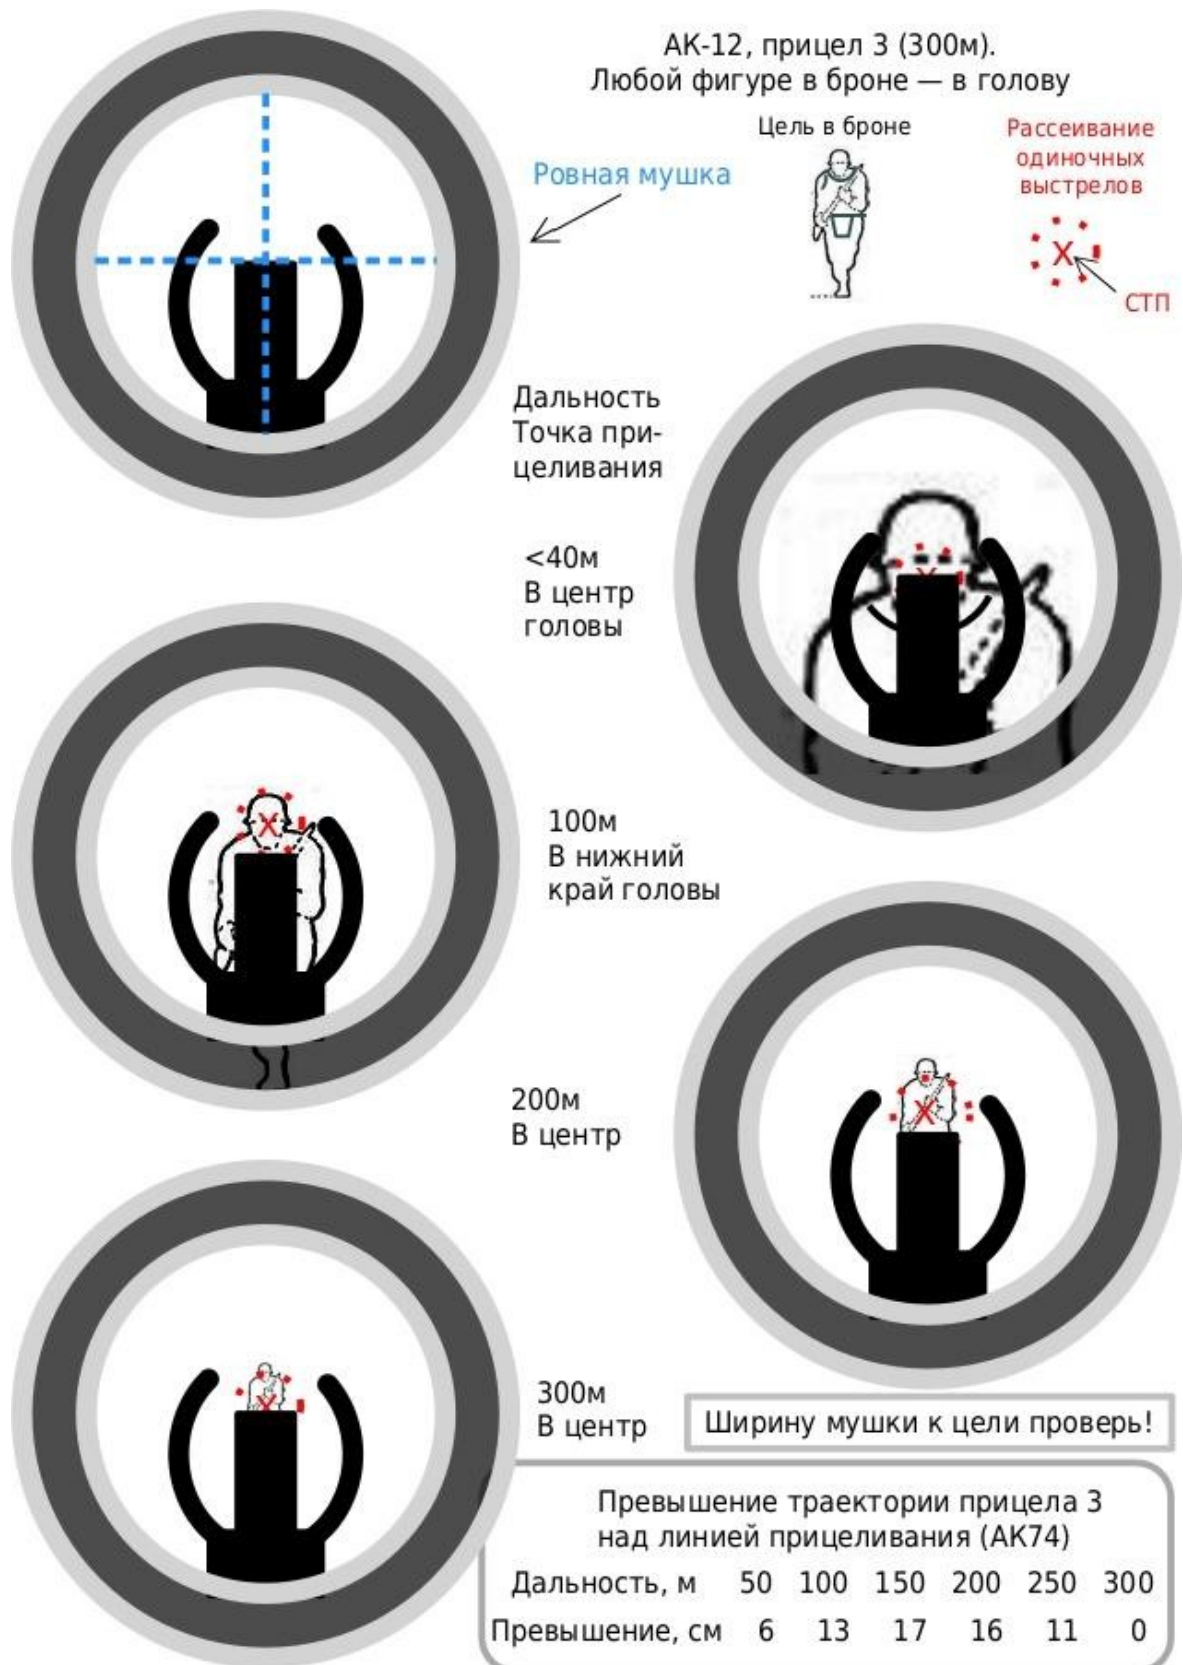 АК-12, прицел 3 (300м).
Любой фигуре в броне — в голову
Цель в броне
Рассеивание
одиночных
выстрелов
Ровная мушка
Х
СТП
Дальность
Точка при-
целивания
<40м
В центр
головы
Х
100м
В нижний
край головы
200м
В центр
Х
300м
В центр
Х
Ширину мушки к цели проверь!
Превышение траектории прицела 3
над линией прицеливания (АК74)
Дальность, м 50 100 150 200 250 300
Превышение, см 6 13 17 16 11 0